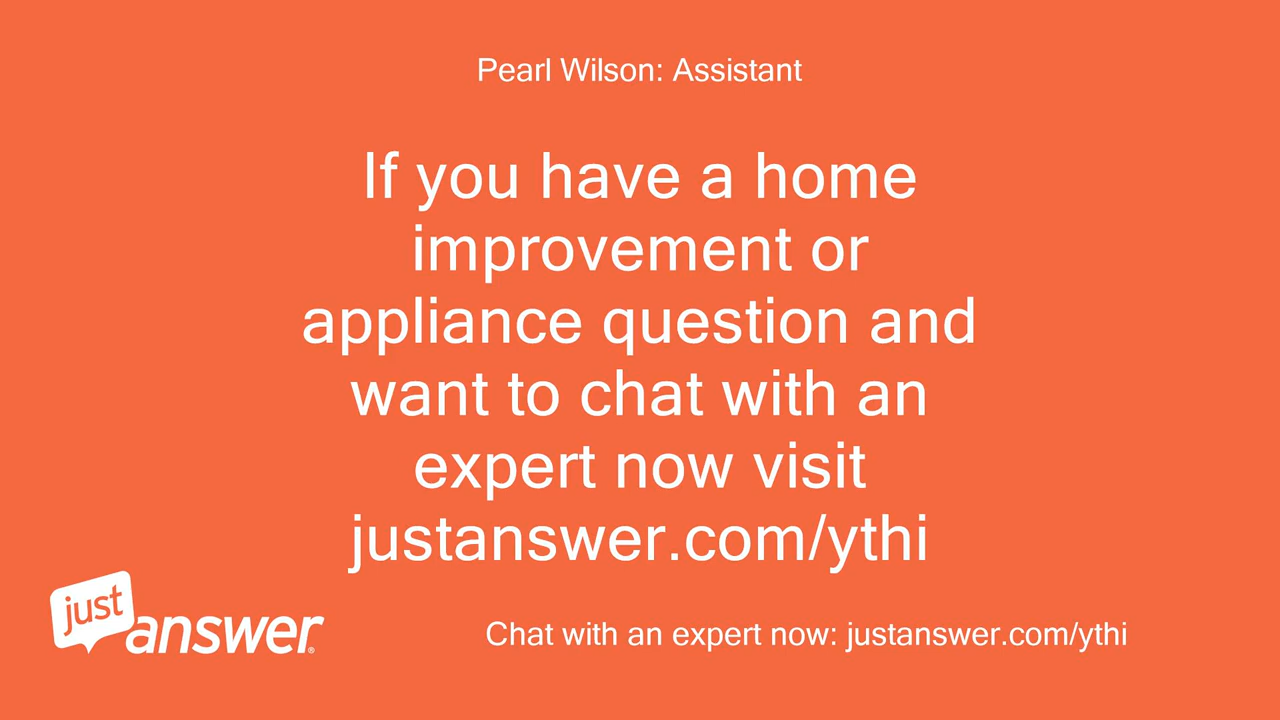 Pearl Wilson: Assistant
If you have a home
improvement or
appliance question and
want to chat with an
expert now visit
justanswer.com/ythi
just
answer®
Chat with an expert now: justanswer.com/ythi